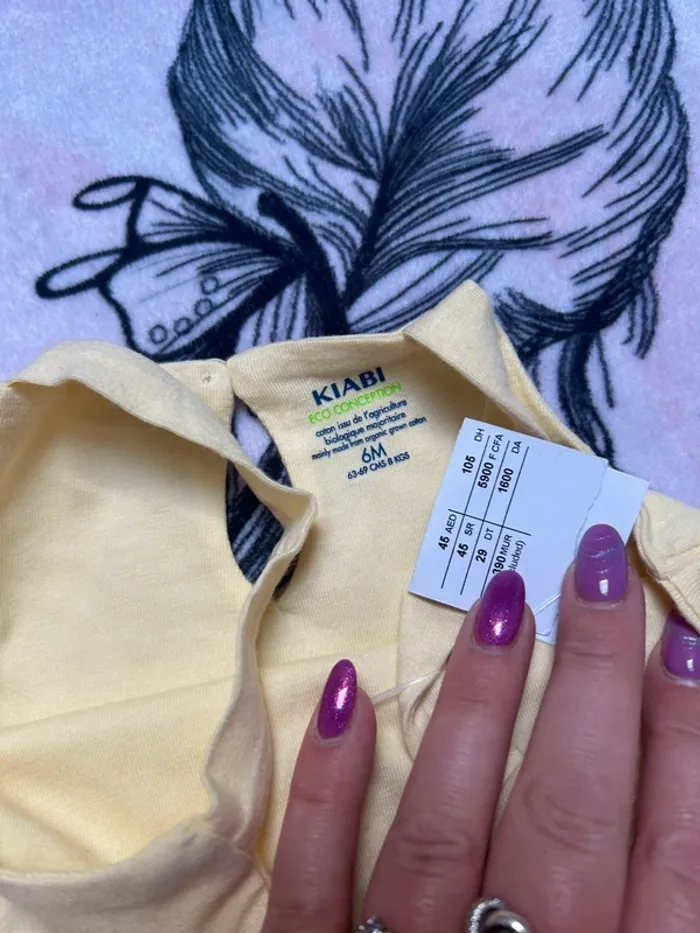 KIABI
ECO CONCEPTION
coton issu de l'agriculture
biologique majoritaire
mainly made from organic grown cotton
6M
63-69 CMS 8 KGS
105 DH
5900 F CFA
1600 DA
45 AED
45 SR
29 DT
390 MUR
cluded)